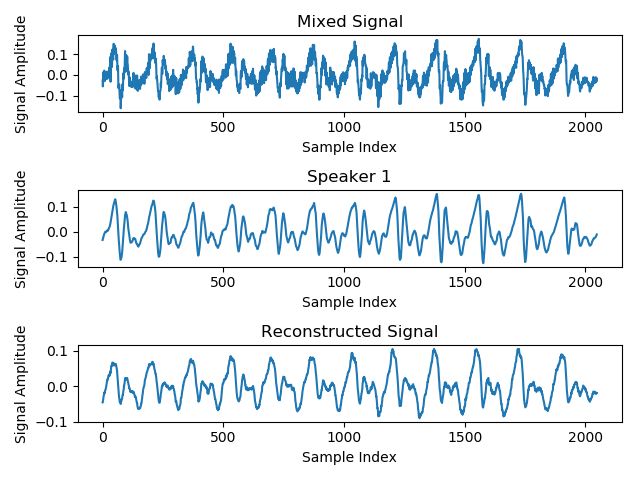 Mixed Signal
Signal Amplitude
0.1
0.0
−0.1
0 500 1000 1500 2000
Sample Index
Speaker 1
Signal Amplitude
0.1
0.0
−0.1
0 500 1000 1500 2000
Sample Index
Reconstructed Signal
Signal Amplitude
0.1
0.0
−0.1
0 500 1000 1500 2000
Sample Index